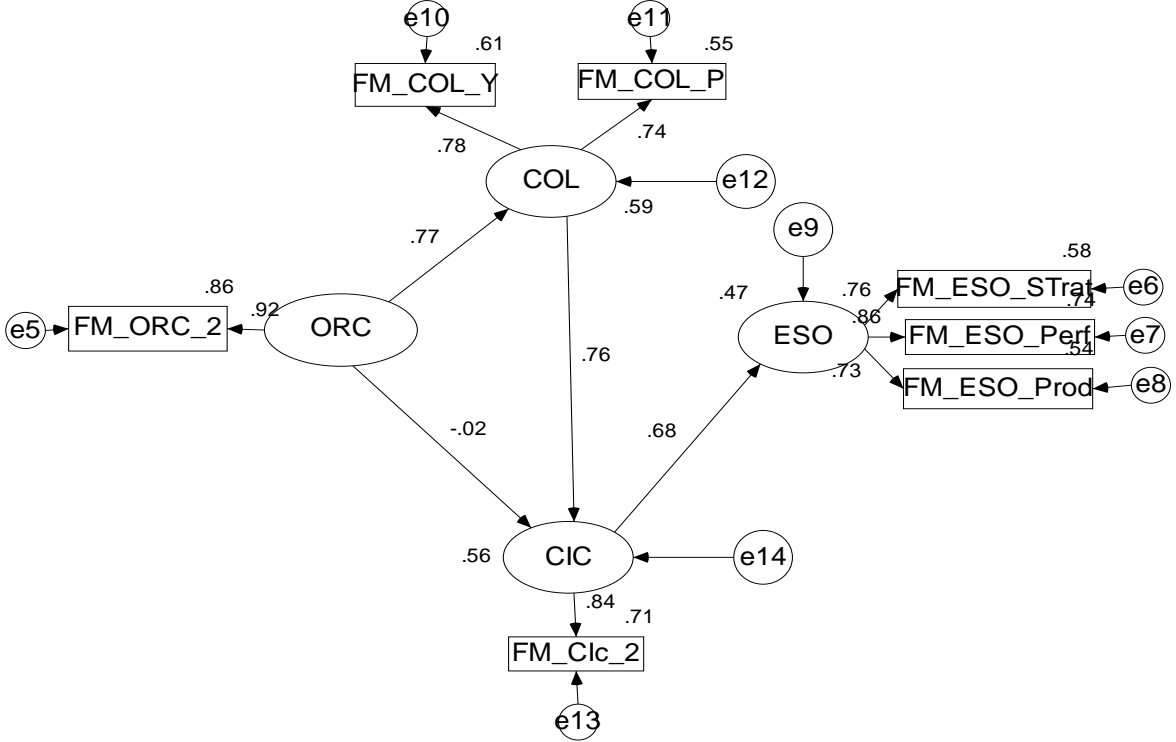 e10
e11
.61
.55
FM_COL_Y
FM_COL_P
.78
.74
COL
e12
.59
.77
e9
.86
.92
e5
FM_ORC_2
ORC
.47
.76
.58
FM_ESO_STrat
e6
.74
ESO
.86
FM_ESO_Perf
e7
.54
.73
FM_ESO_Prod
e8
.76
-.02
.68
.56
CIC
e14
.84
.71
FM_CIc_2
e13